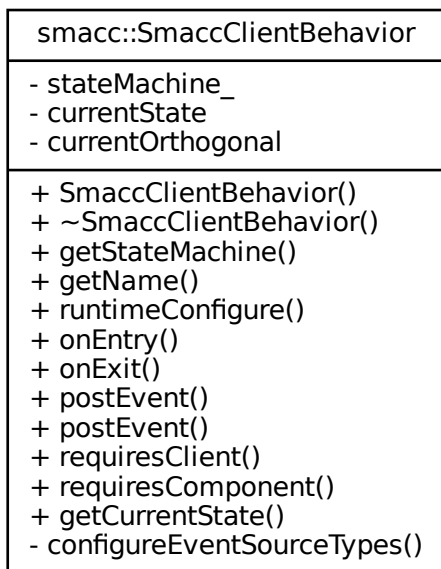 smacc::SmaccClientBehavior
- stateMachine_
- currentState
- currentOrthogonal
+ SmaccClientBehavior()
+ ~SmaccClientBehavior()
+ getStateMachine()
+ getName()
+ runtimeConfigure()
+ onEntry()
+ onExit()
+ postEvent()
+ postEvent()
+ requiresClient()
+ requiresComponent()
+ getCurrentState()
- configureEventSourceTypes()